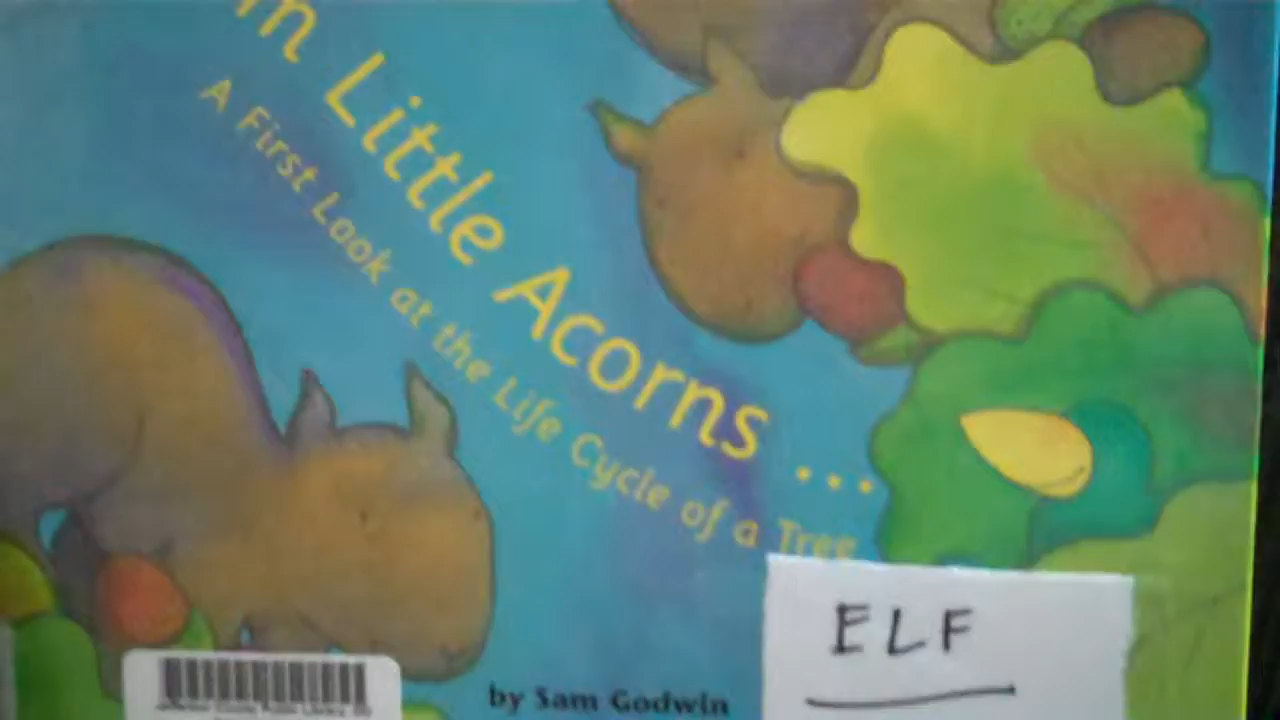 Little Acorns ...
A First Look at the Life Cycle of a Tree
ELF
by Sam Godwin